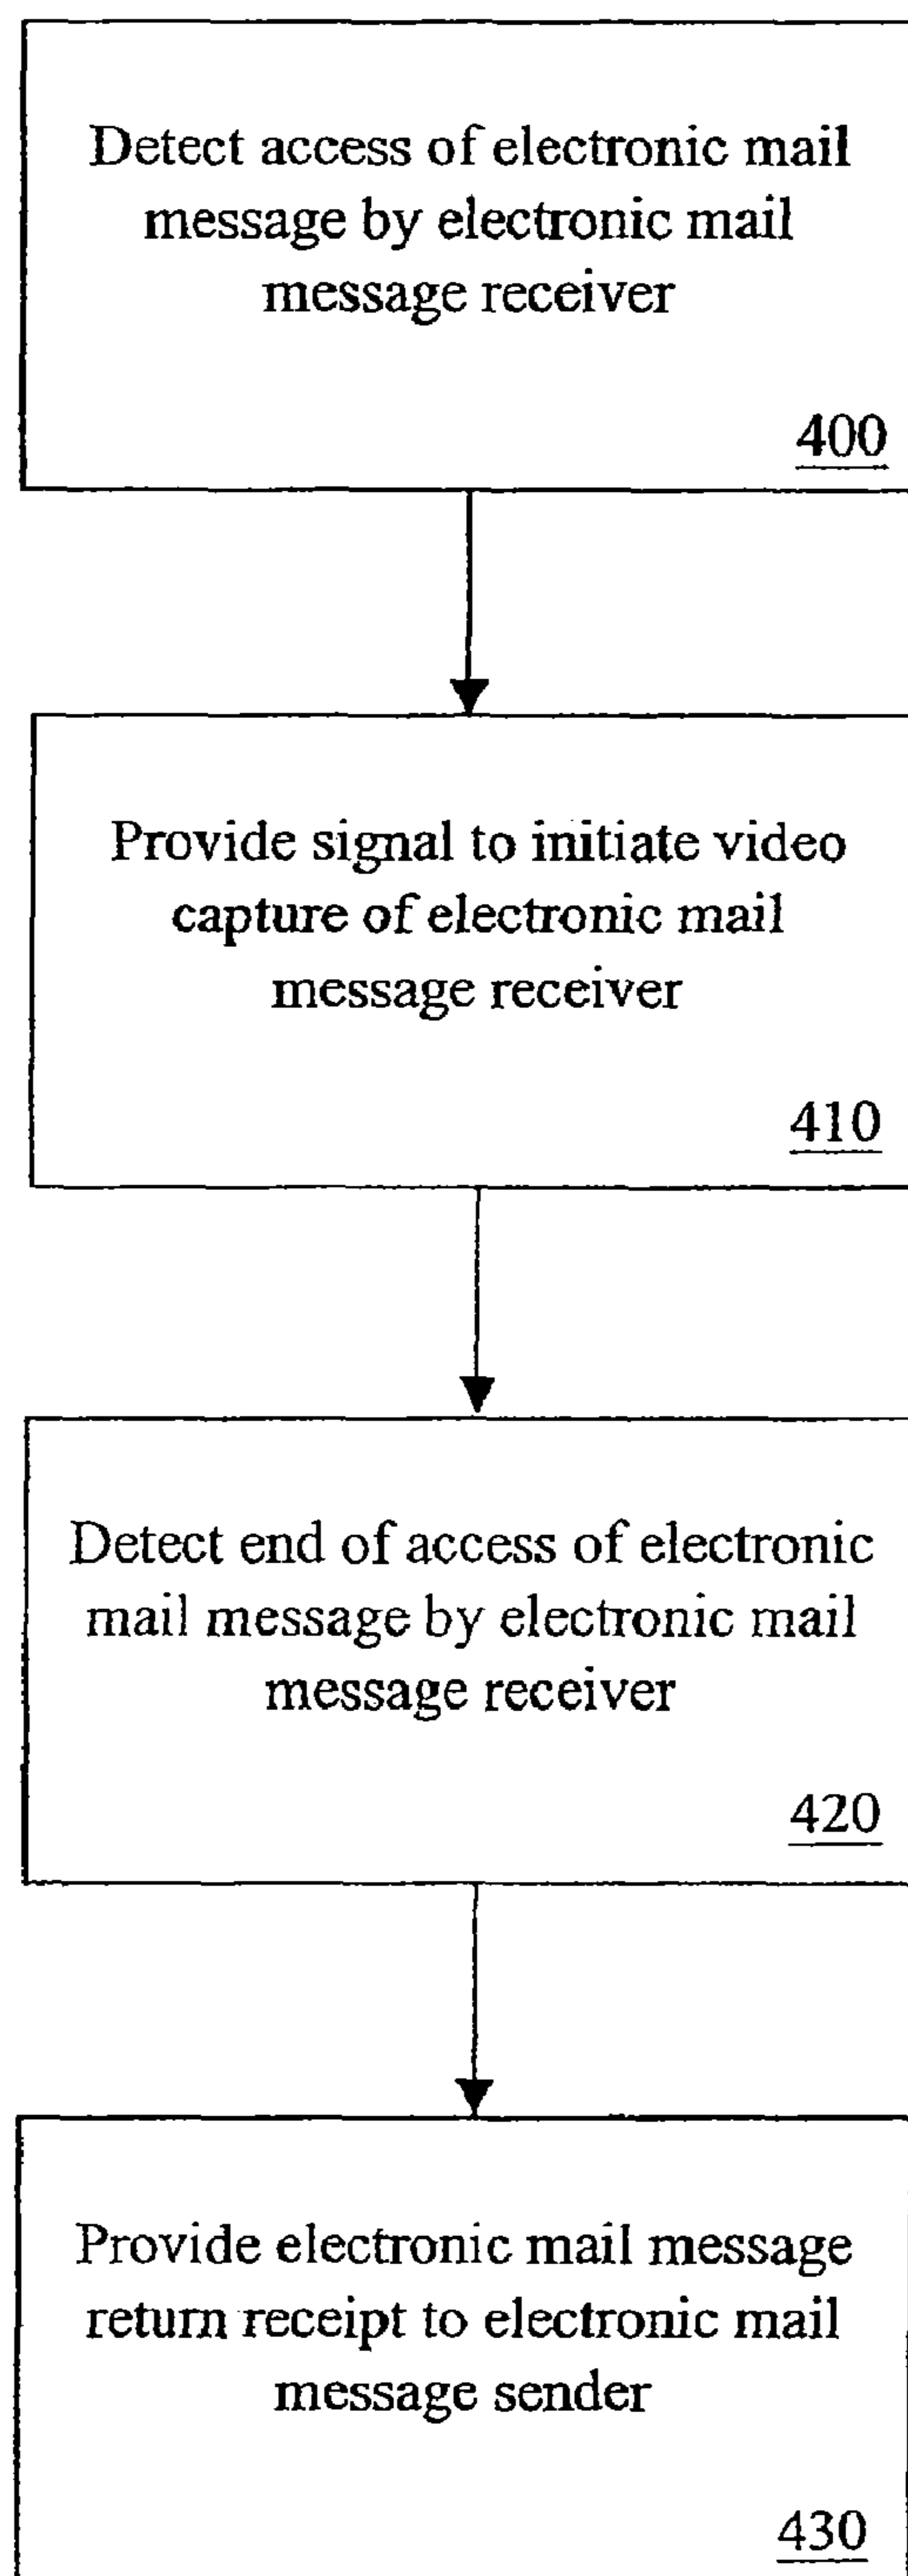 Detect access of electronic mail
message by electronic mail
message receiver
400
Provide signal to initiate video
capture of electronic mail
message receiver
410
Detect end of access of electronic
mail message by electronic mail
message receiver
420
Provide electronic mail message
return receipt to electronic mail
message sender
430